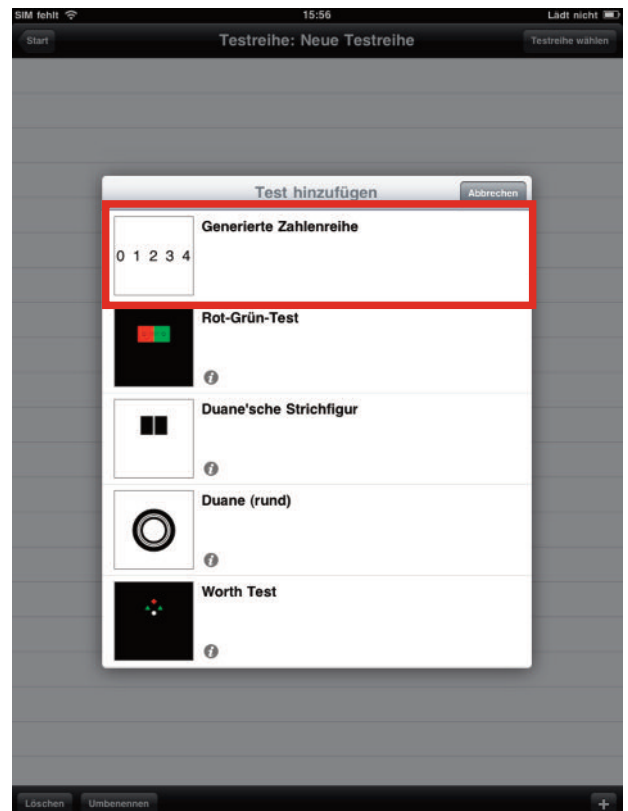 SIM fehlt 15:56 Lädt nicht
Start Testreihe: Neue Testreihe Testreihe wählen
Test hinzufügen Abbrechen
Generierte Zahlenreihe
0 1 2 3 4
Rot-Grün-Test
Duane'sche Strichfigur
Duane (rund)
Worth Test
Löschen Umbenennen +